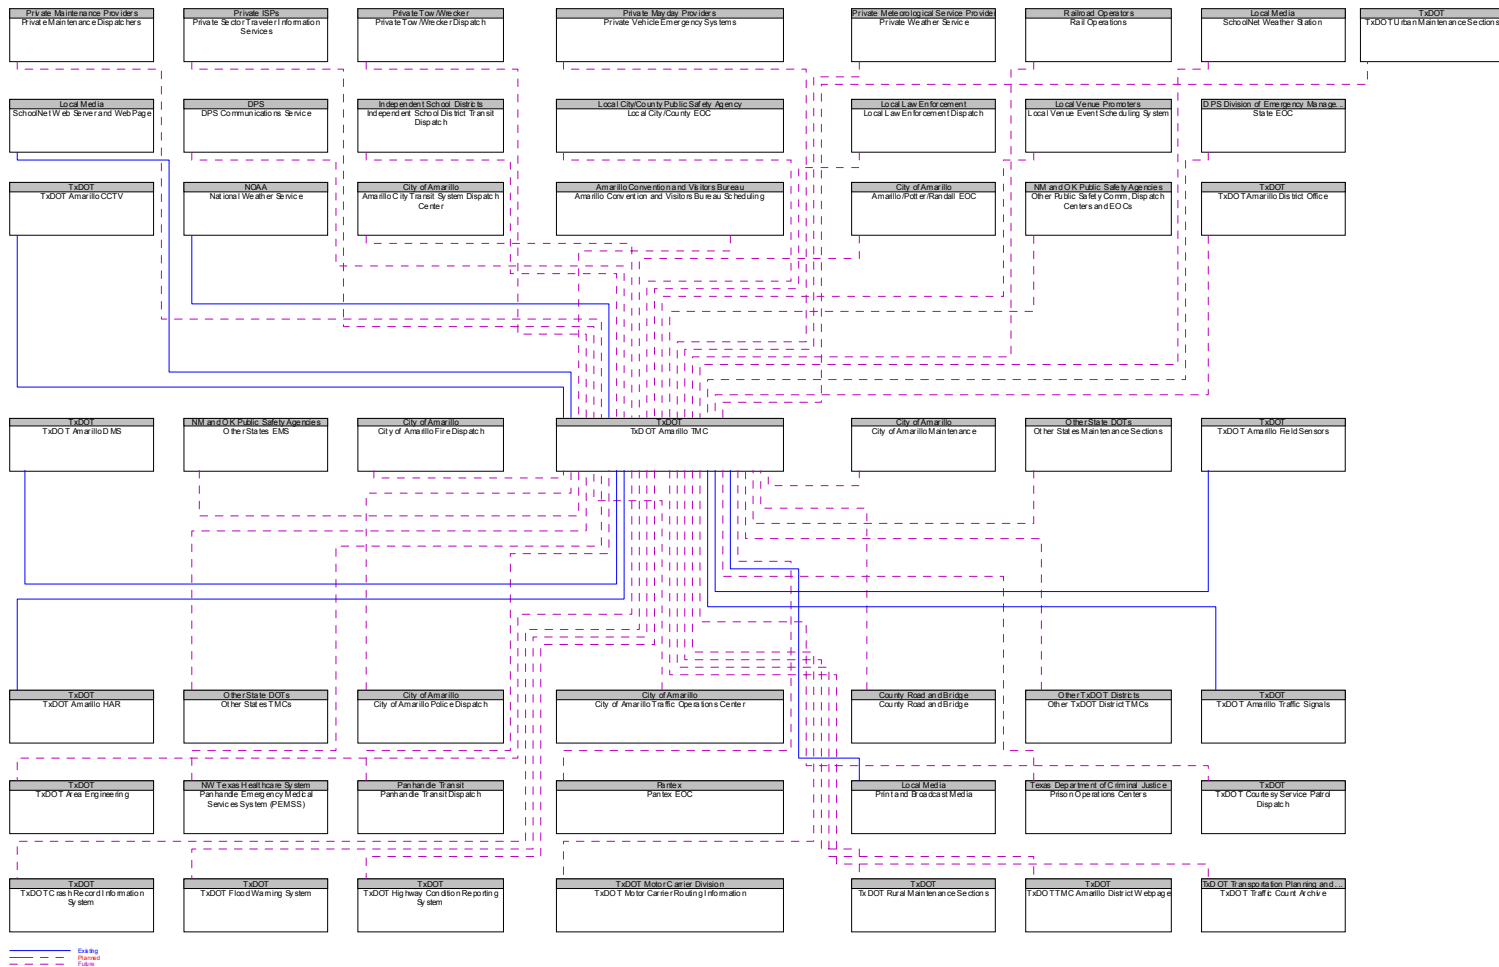 Private Maintenance Providers
Private Maintenance Dispatchers
Private ISPs
Private Sector Traveler Information
Services
Private Tow/Wrecker
Private Tow/Wrecker Dispatch
Private Mayday Providers
Private Vehicle Emergency Systems
Private Meteorological Service Provide
Private Weather Service
Railroad Operators
Rail Operations
Local Media
SchoolNet Weather Station
TxDOT
TxDOT Urban Maintenance Sections
Local Media
SchoolNet Web Server and Web Page
DPS
DPS Communications Service
Independent School Districts
Independent School District Transit
Dispatch
Local City/County Public Safety Agency
Local City/County EOC
Local Law Enforcement
Local Law Enforcement Dispatch
Local Venue Promoters
Local Venue Event Scheduling System
DPS Division of Emergency Manage...
State EOC
TxDOT
TxDOT Amarillo CCTV
NOAA
National Weather Service
City of Amarillo
Amarillo City Transit System Dispatch
Center
Amarillo Convention and Visitors Bureau
Amarillo Convention and Visitors Bureau Scheduling
City of Amarillo
Amarillo/Potter/Randall EOC
NM and OK Public Safety Agencies
Other Public Safety Comm, Dispatch
Centers and EOCs
TxDOT
TxDOT Amarillo District Office
TxDOT
TxDOT Amarillo DMS
NM and OK Public Safety Agencies
Other States EMS
City of Amarillo
City of Amarillo Fire Dispatch
TxDOT
TxDOT Amarillo TMC
City of Amarillo
City of Amarillo Maintenance
Other State DOTs
Other States Maintenance Sections
TxDOT
TxDOT Amarillo Field Sensors
TxDOT
TxDOT Amarillo HAR
Other State DOTs
Other States TMCs
City of Amarillo
City of Amarillo Police Dispatch
City of Amarillo
City of Amarillo Traffic Operations Center
County Road and Bridge
County Road and Bridge
Other TxDOT Districts
Other TxDOT District TMCs
TxDOT
TxDOT Amarillo Traffic Signals
TxDOT
TxDOT Area Engineering
NW Texas Healthcare System
Panhandle Emergency Medical
Services System (PEMSS)
Panhandle Transit
Panhandle Transit Dispatch
Pantex
Pantex EOC
Local Media
Print and Broadcast Media
Texas Department of Criminal Justice
Prison Operations Centers
TxDOT
TxDOT Courtesy Service Patrol
Dispatch
TxDOT
TxDOT Crash Record Information
System
TxDOT
TxDOT Flood Warning System
TxDOT
TxDOT Highway Condition Reporting
System
TxDOT Motor Carrier Division
TxDOT Motor Carrier Routing Information
TxDOT
TxDOT Rural Maintenance Sections
TxDOT
TxDOT TMC Amarillo District Webpage
TxDOT Transportation Planning and ...
TxDOT Traffic Count Archive
Existing
Planned
Future